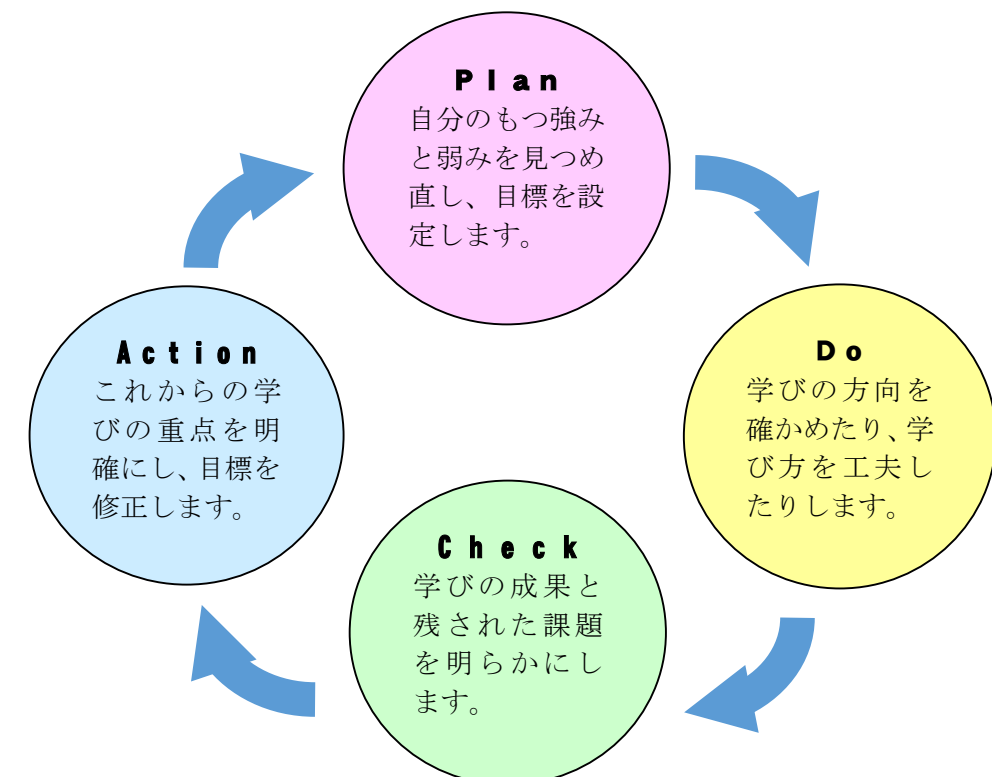 Plan
自分のもつ強み
と弱みを見つめ
直し、目標を設
定します。
Do
学びの方向を
確かめたり、学
び方を工夫し
たりします。
Check
学びの成果と
残された課題
を明らかにし
ます。
Action
これからの学
びの重点を明
確にし、目標を
修正します。